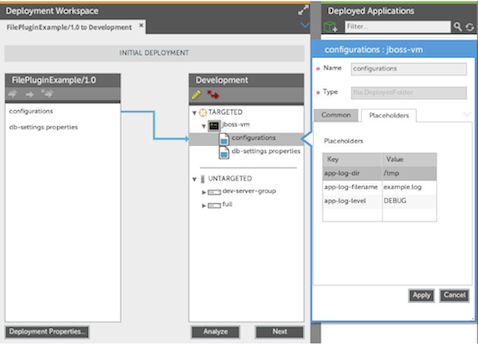 Deployment Workspace
FilePluginExample/1.0 to Development
INITIAL DEPLOYMENT
FilePluginExample/1.0
configurations
db-settings properties
Deployment Properties...
Development
TARGETED
jboss-vm
configurations
db-settings properties
UNTARGETED
dev-server-group
full
Analyze
Next
Deployed Applications
Filter...
configurations : jboss-vm
* Name configurations
* Type file.DeployedFolder
Common Placeholders
Placeholders
Key Value
app-log-dir /tmp
app-log-filename example.log
app-log-level DEBUG
Apply Cancel